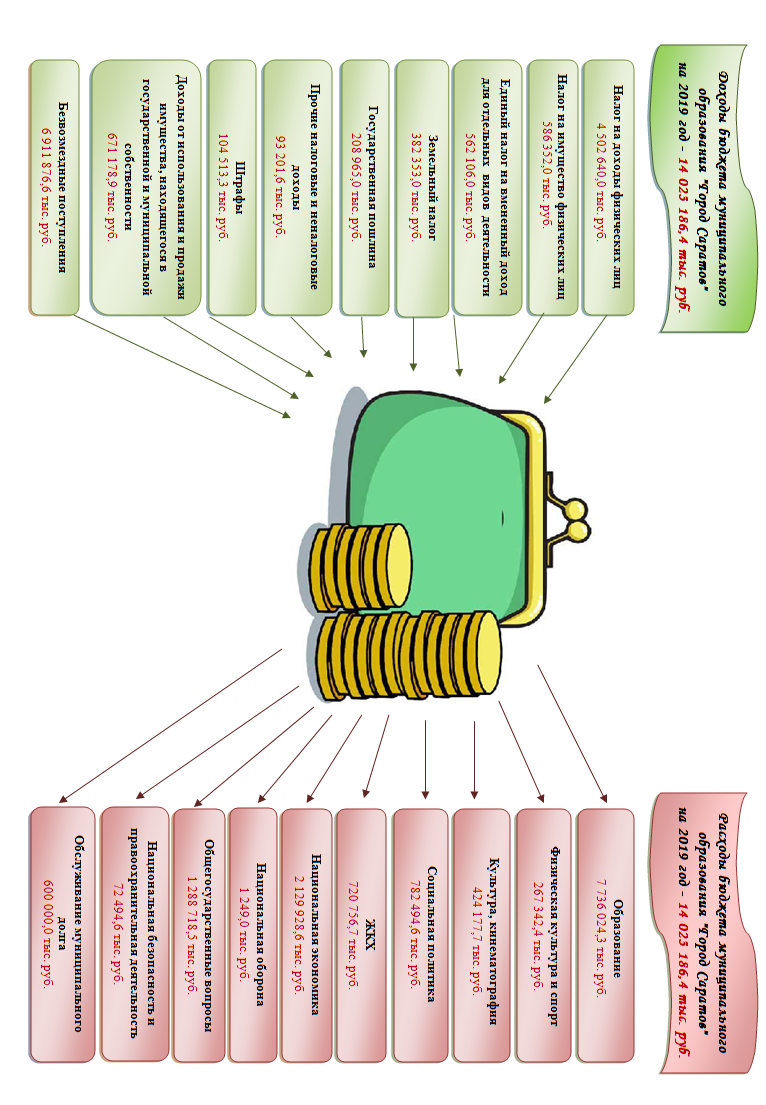 Доходы бюджета муниципального
образования "Город Саратов"
на 2019 год - 14 023 186,4 тыс. руб.
Налог на доходы физических лиц
4 502 640,0 тыс. руб.
Налог на имущество физических лиц
586 352,0 тыс. руб.
Единый налог на вмененный доход
для отдельных видов деятельности
562 106,0 тыс. руб.
Земельный налог
382 353,0 тыс. руб.
Государственная пошлина
208 965,0 тыс. руб.
Прочие налоговые и неналоговые
доходы
93 201,6 тыс. руб.
Штрафы
104 513,3 тыс. руб.
Доходы от использования и продажи
имущества, находящегося в
государственной и муниципальной
собственности
671 178,9 тыс. руб.
Безвозмездные поступления
6 911 876,6 тыс. руб.
Расходы бюджета муниципального
образования "Город Саратов"
на 2019 год - 14 023 186,4 тыс. руб.
Образование
7 736 024,3 тыс. руб.
Физическая культура и спорт
267 342,4 тыс. руб.
Культура, кинематография
424 177,7 тыс. руб.
Социальная политика
782 494,6 тыс. руб.
ЖКХ
720 756,7 тыс. руб.
Национальная экономика
2 129 928,6 тыс. руб.
Национальная оборона
1 249,0 тыс. руб.
Общегосударственные вопросы
1 288 718,5 тыс. руб.
Национальная безопасность и
правоохранительная деятельность
72 494,6 тыс. руб.
Обслуживание муниципального
долга
600 000,0 тыс. руб.